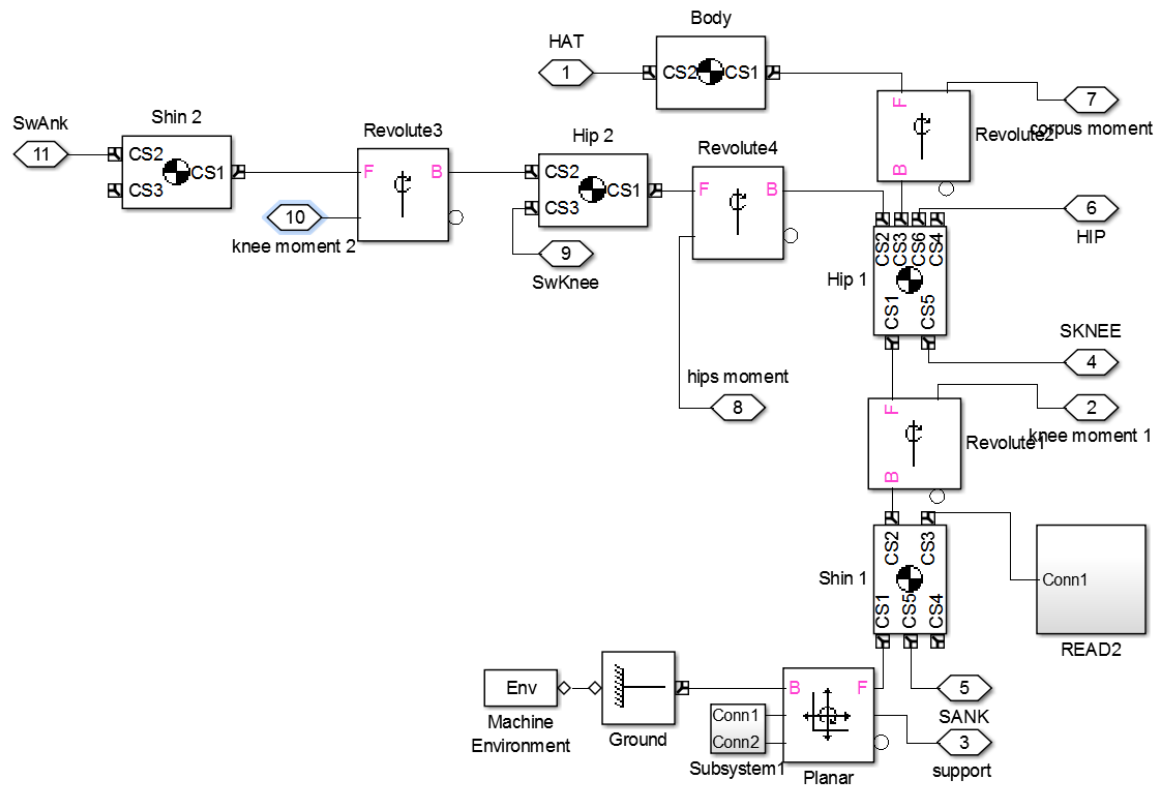 Body
HAT
1
CS2
CS1
F
7
corpus moment
Revolute2
B
Shin 2
SwAnk
11
CS2
CS3
CS1
Revolute3
F
B
10
knee moment 2
Hip 2
CS2
CS3
CS1
9
SwKnee
Revolute4
F
B
hips moment
8
6
HIP
CS2
CS3
CS6
CS4
Hip 1
CS1
CS5
SKNEE
4
F
2
knee moment 1
Revolute1
B
CS2
CS3
Shin 1
CS1
CS5
CS4
Conn1
READ2
Env
Machine
Environment
Ground
B
F
Conn1
Conn2
Subsystem1
Planar
5
SANK
3
support